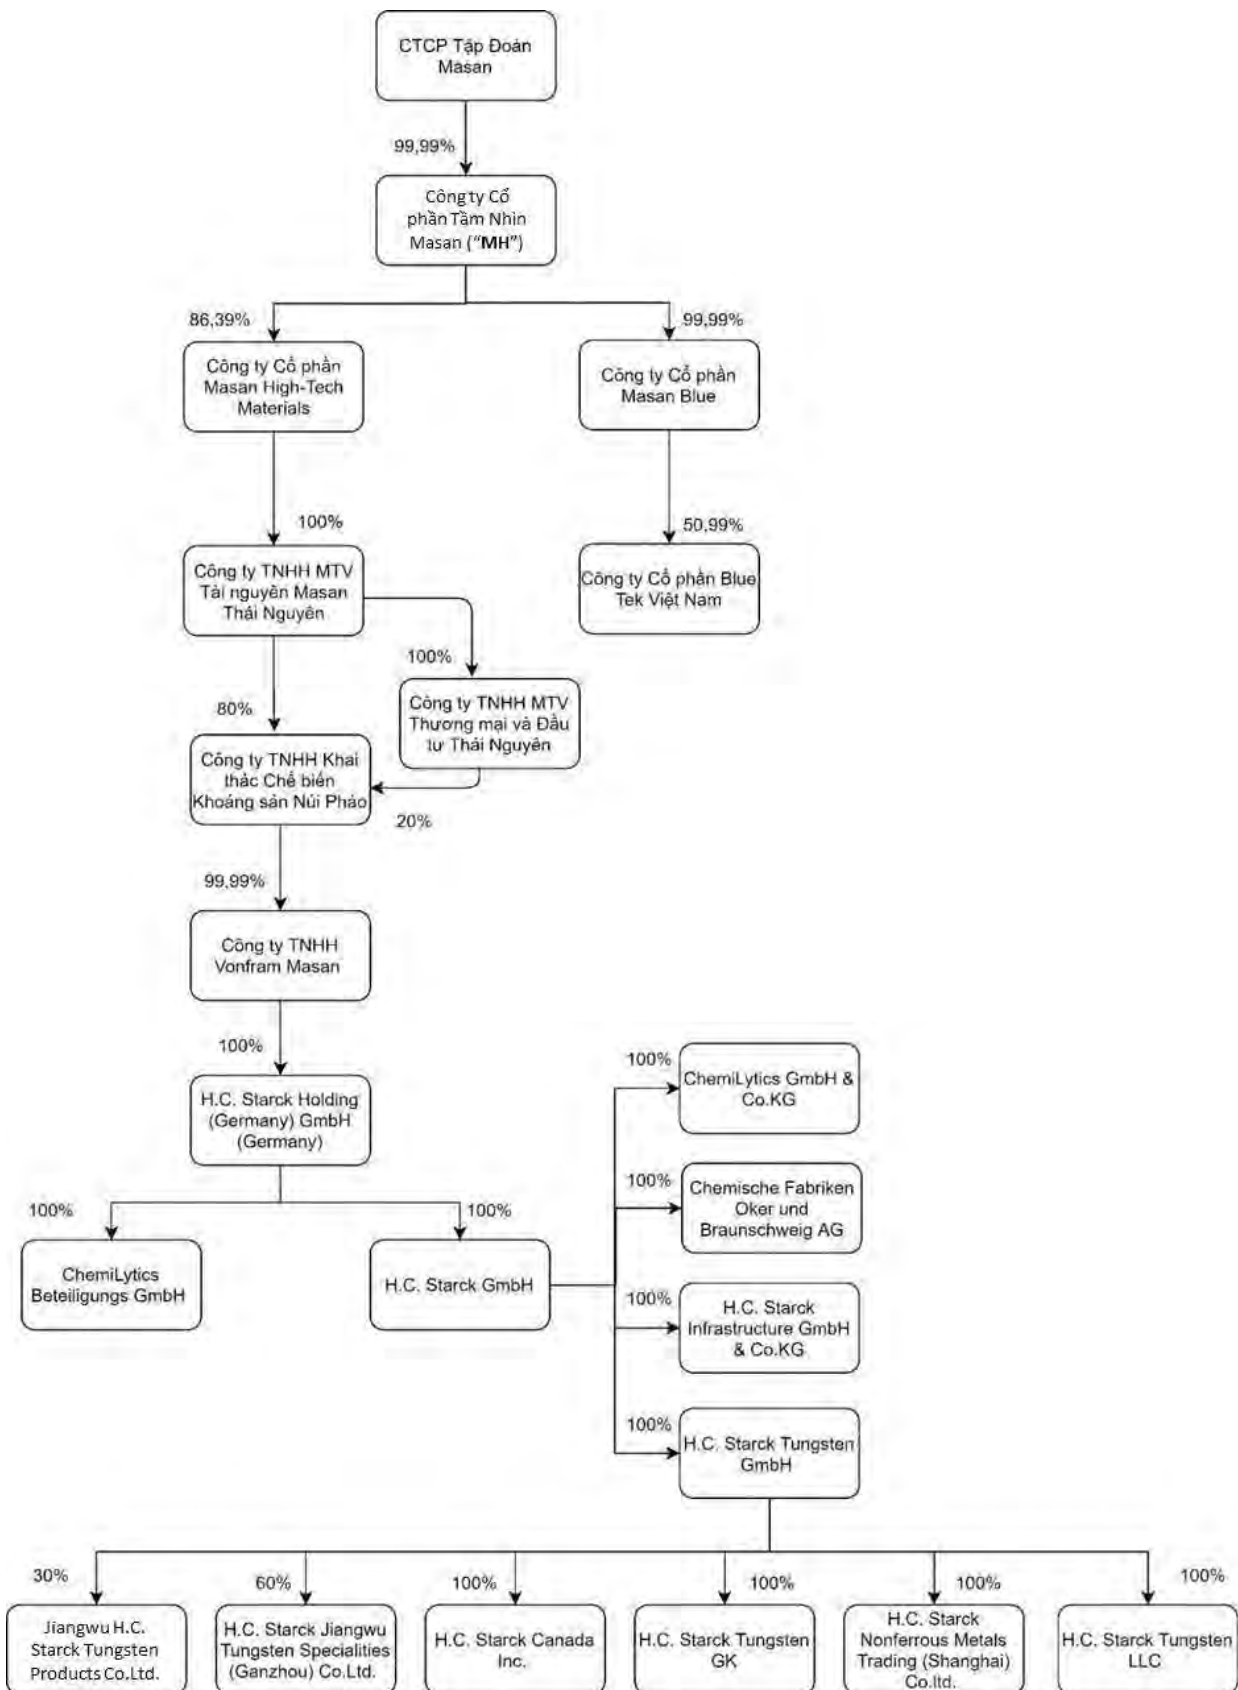 CTCP Tập Đoàn
Masan
99,99%
Công ty Cổ
phần Tầm Nhìn
Masan (“MH”)
86,39%
99,99%
Công ty Cổ phần
Masan High-Tech
Materials
Công ty Cổ phần
Masan Blue
100%
50,99%
Công ty TNHH MTV
Tài nguyên Masan
Thái Nguyên
Công ty Cổ phần Blue
Tek Việt Nam
100%
80%
Công ty TNHH MTV
Thương mại và Đầu
tư Thái Nguyên
Công ty TNHH Khai
thác Chế biến
Khoáng sản Núi Pháo
20%
99,99%
Công ty TNHH
Vonfram Masan
100%
H.C. Starck Holding
(Germany) GmbH
(Germany)
100%
ChemiLytics GmbH &
Co.KG
100%
Chemische Fabriken
Oker und
Braunschweig AG
100%
100%
ChemiLytics
Beteiligungs GmbH
H.C. Starck GmbH
100%
H.C. Starck
Infrastructure GmbH
& Co.KG
100%
H.C. Starck Tungsten
GmbH
30%
60%
100%
100%
100%
100%
Jiangwu H.C.
Starck Tungsten
Products Co.Ltd.
H.C. Starck Jiangwu
Tungsten Specialities
(Ganzhou) Co.Ltd.
H.C. Starck Canada
Inc.
H.C. Starck Tungsten
GK
H.C. Starck
Nonferrous Metals
Trading (Shanghai)
Co.ltd.
H.C. Starck Tungsten
LLC